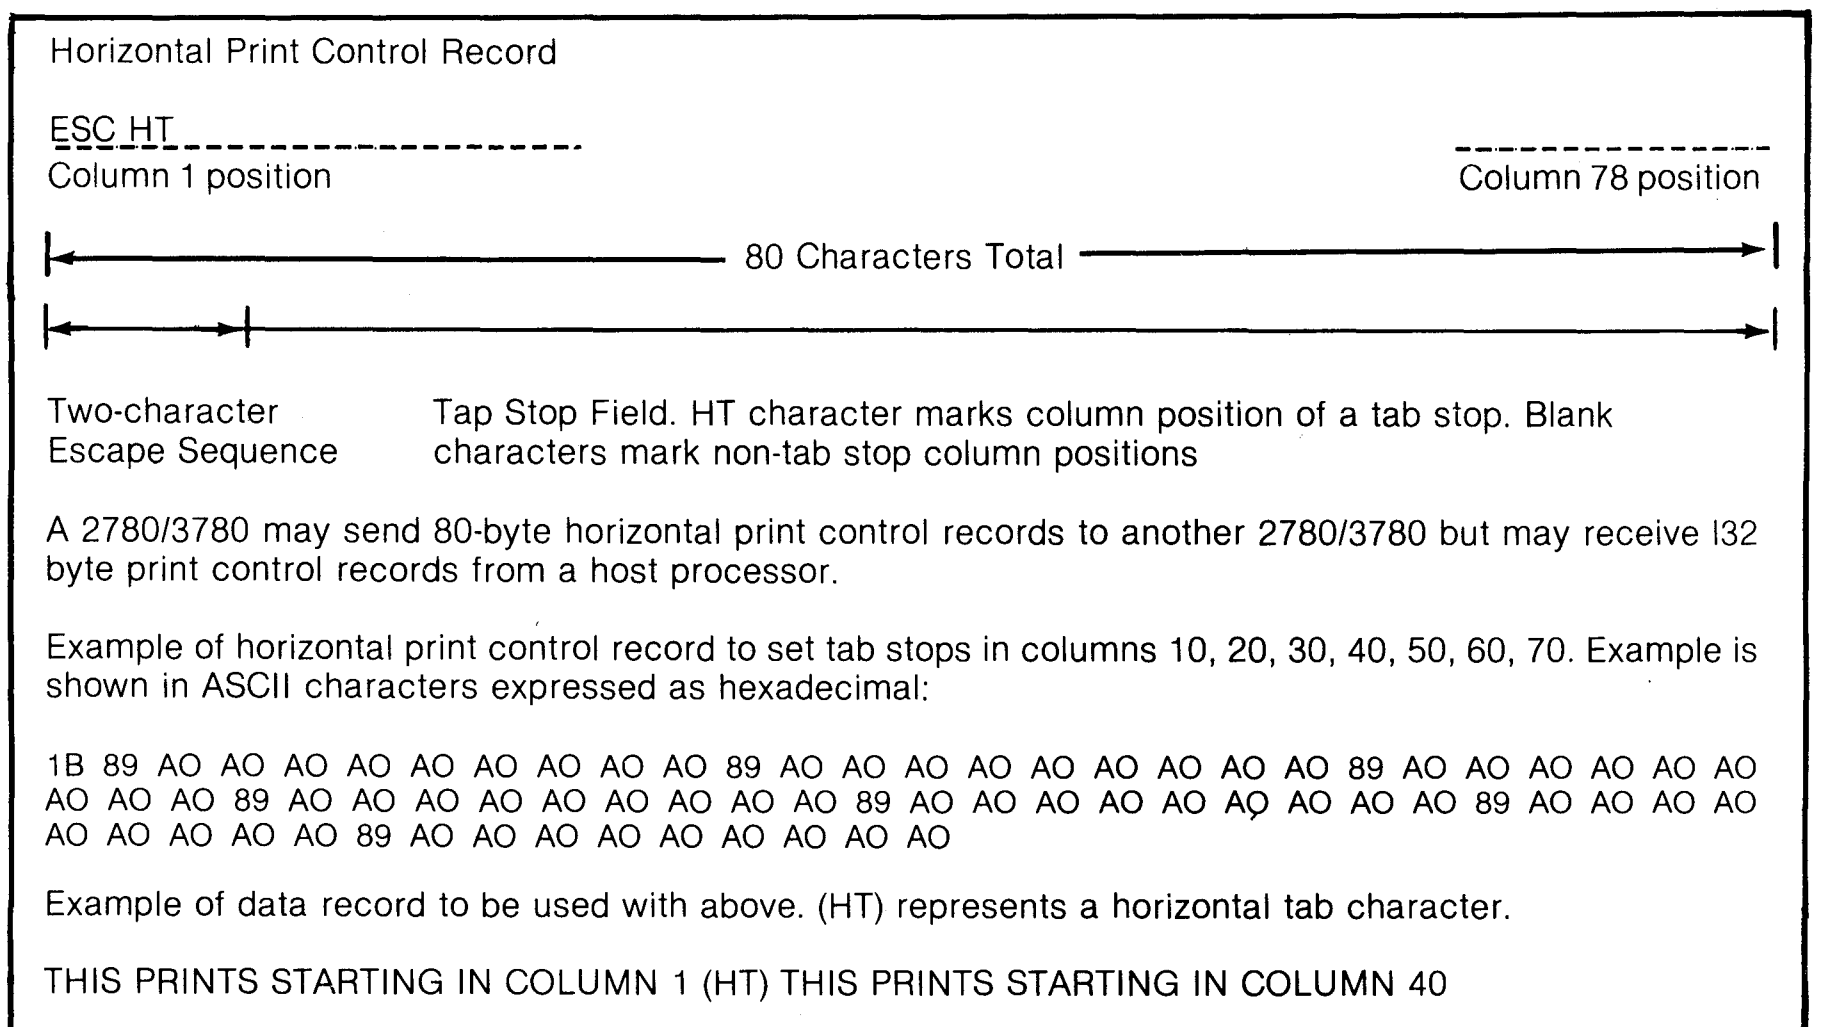 Horizontal Print Control Record
ESC HT
Column 1 position Column 78 position
80 Characters Total
Two-character Tap Stop Field. HT character marks column position of a tab stop. Blank
Escape Sequence characters mark non-tab stop column positions
A 2780/3780 may send 80-byte horizontal print control records to another 2780/3780 but may receive I32
byte print control records from a host processor.
Example of horizontal print control record to set tab stops in columns 10, 20, 30, 40, 50, 60, 70. Example is
shown in ASCII characters expressed as hexadecimal:
1B 89 AO AO AO AO AO AO AO AO AO 89 AO AO AO AO AO AO AO AO AO 89 AO AO AO AO AO AO
AO AO AO 89 AO AO AO AO AO AO AO AO AO 89 AO AO AO AO AO AO AO AO AO 89 AO AO AO AO
AO AO AO AO AO 89 AO AO AO AO AO AO AO AO AO
Example of data record to be used with above. (HT) represents a horizontal tab character.
THIS PRINTS STARTING IN COLUMN 1 (HT) THIS PRINTS STARTING IN COLUMN 40